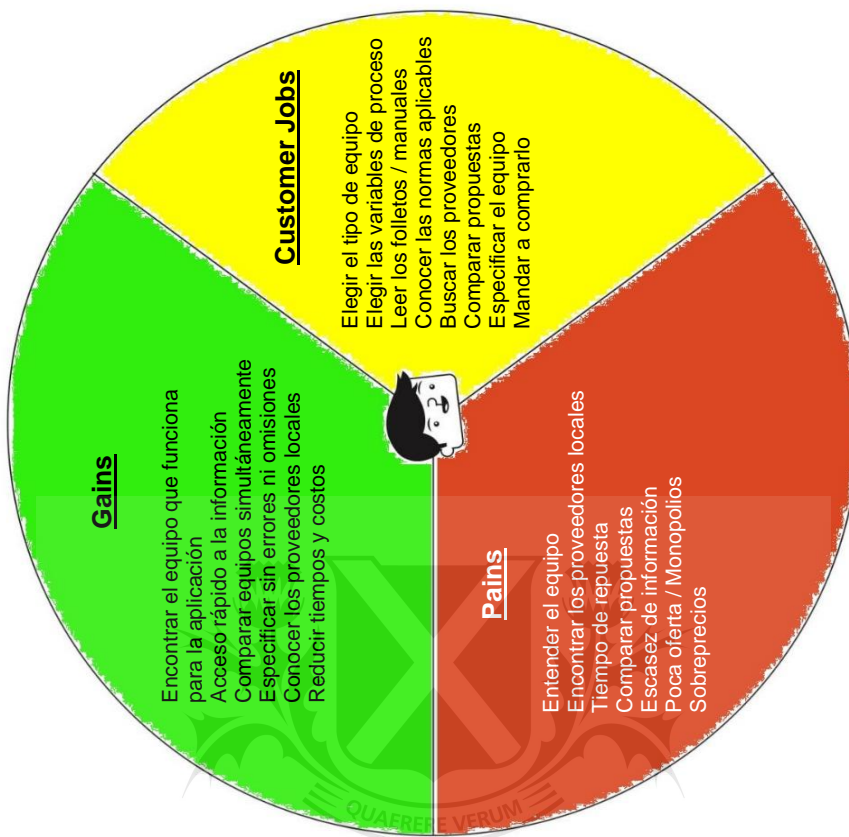 Gains
Encontrar el equipo que funciona
para la aplicación
Acceso rápido a la información
Comparar equipos simultáneamente
Especificar sin errores ni omisiones
Conocer los proveedores locales
Reducir tiempos y costos
Customer Jobs
Elegir el tipo de equipo
Elegir las variables de proceso
Leer los folletos / manuales
Conocer las normas aplicables
Buscar los proveedores
Comparar propuestas
Especificar el equipo
Mandar a comprarlo
Pains
Entender el equipo
Encontrar los proveedores locales
Tiempo de repuesta
Comparar propuestas
Escasez de información
Poca oferta / Monopolios
Sobreprecios
QUAERERE VERUM